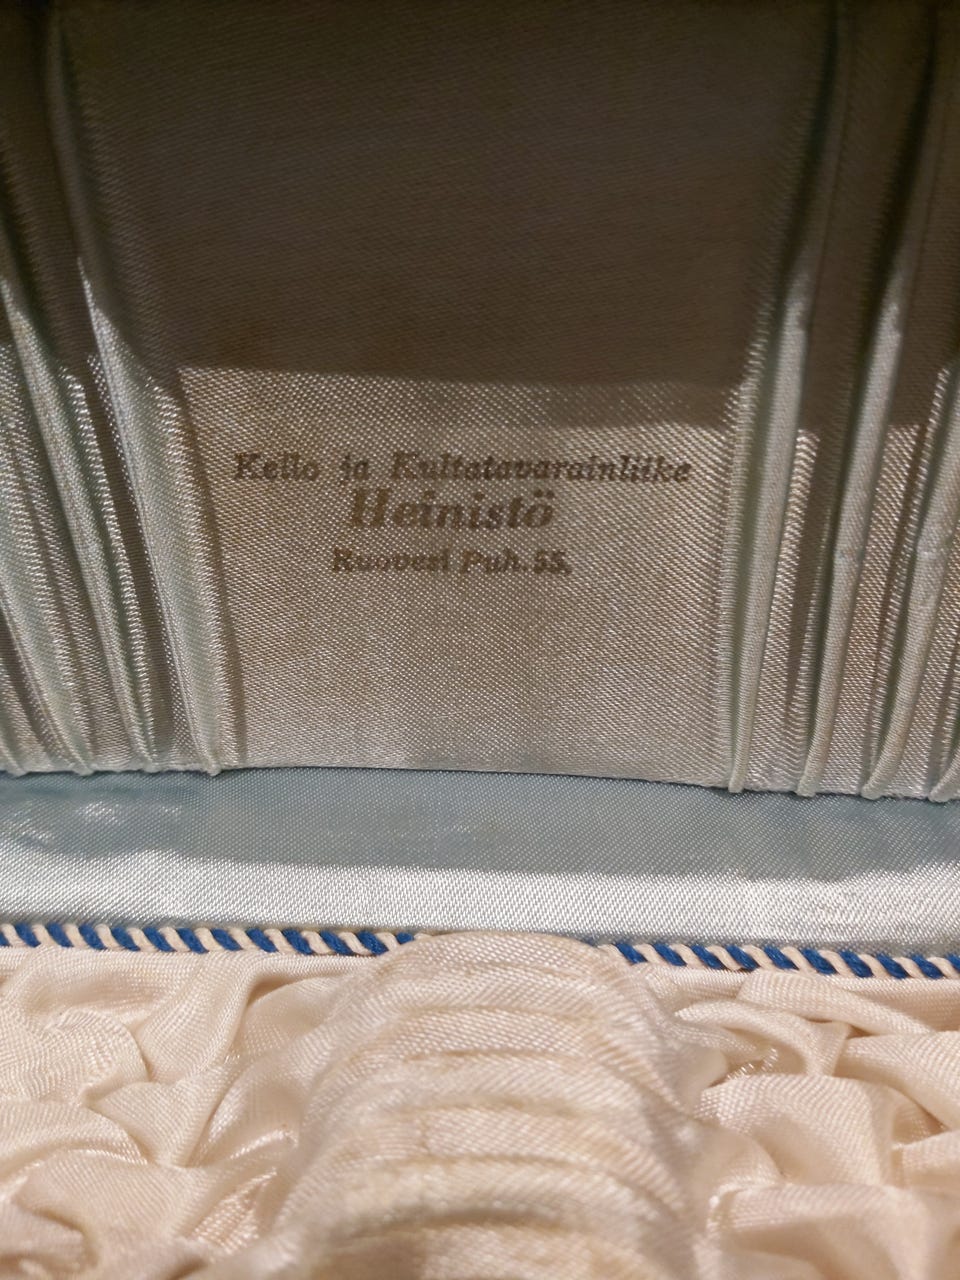 Kello ja Kultatavarainliike
Heinistö
Ruovesi Puh. 55.